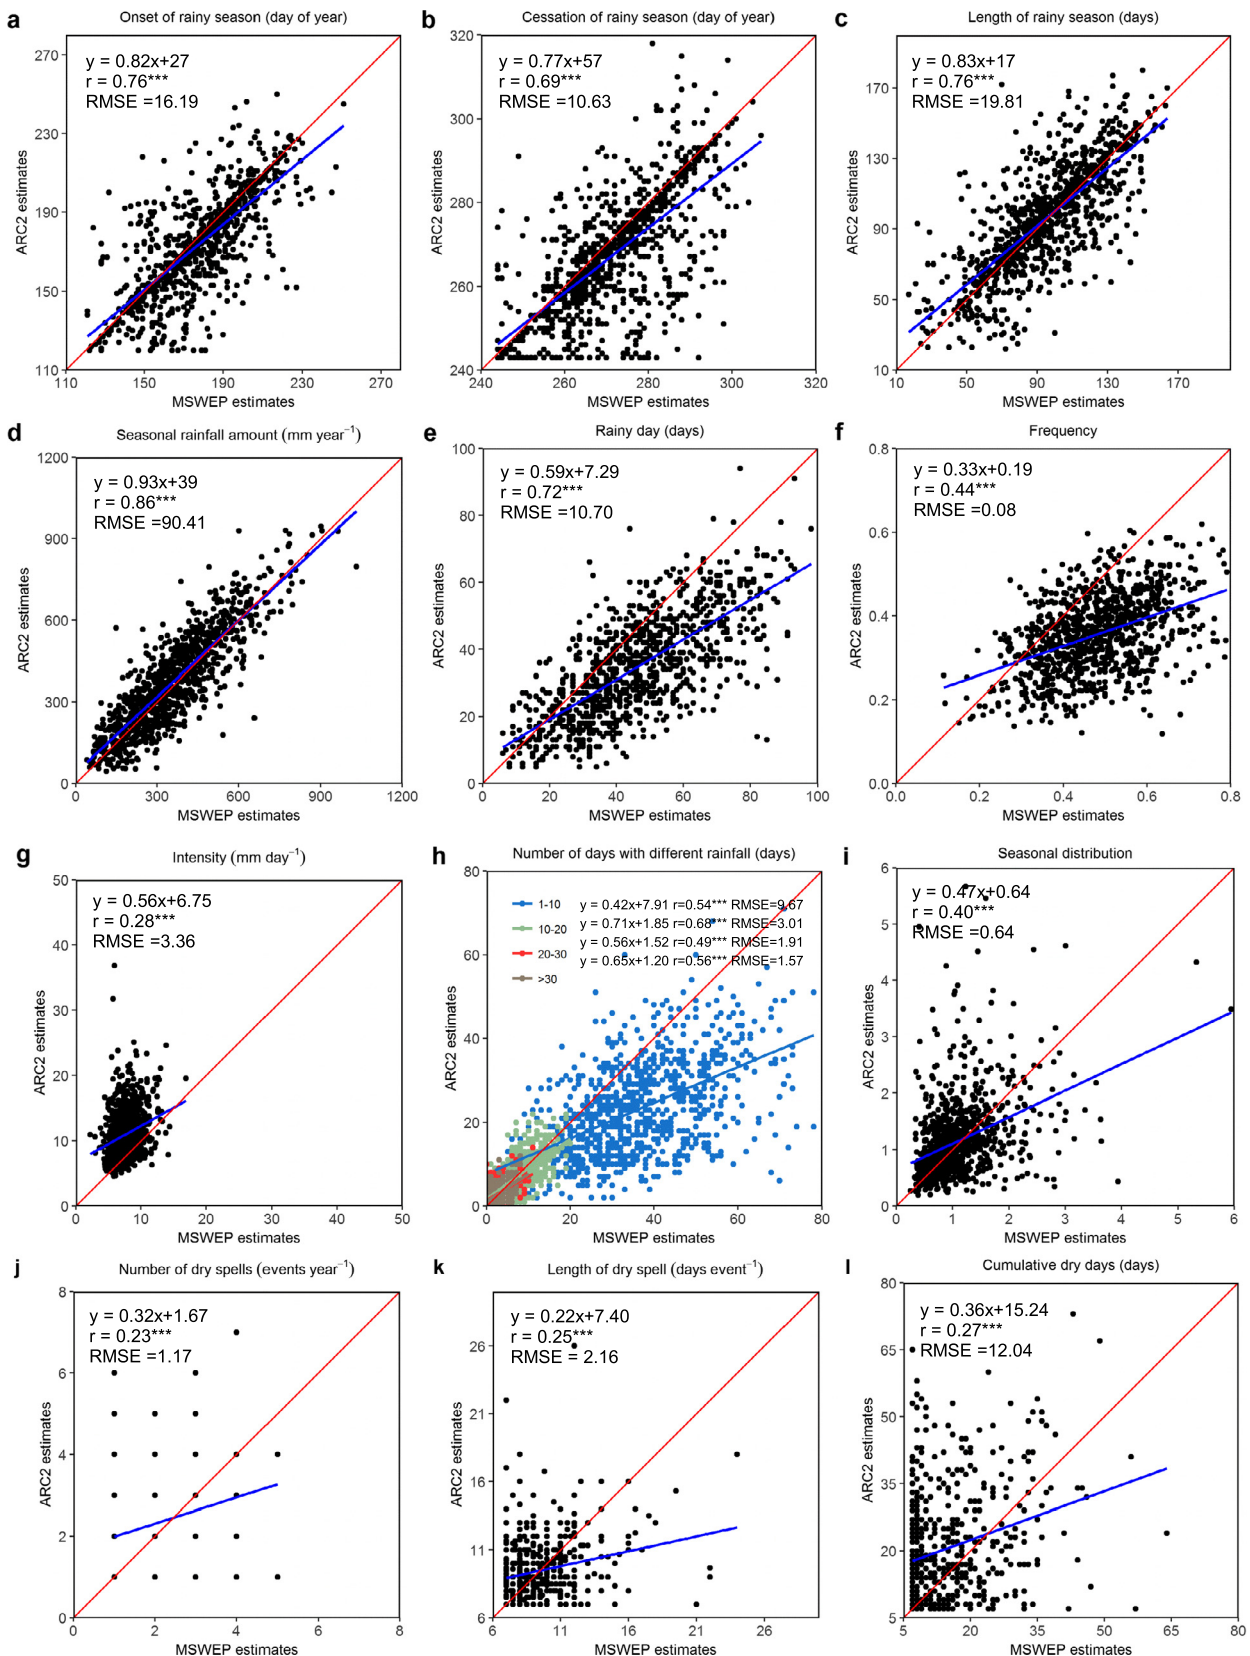 a
Onset of rainy season (day of year)
y = 0.82x+27
r = 0.76***
RMSE =16.19
270
230
190
150
110
110 150 190 230 270
ARC2 estimates
MSWEP estimates
b
Cessation of rainy season (day of year)
y = 0.77x+57
r = 0.69***
RMSE =10.63
320
300
280
260
240
240 260 280 300 320
ARC2 estimates
MSWEP estimates
c
Length of rainy season (days)
y = 0.83x+17
r = 0.76***
RMSE =19.81
170
130
90
50
10
10 50 90 130 170
ARC2 estimates
MSWEP estimates
d
Seasonal rainfall amount (mm year⁻¹)
y = 0.93x+39
r = 0.86***
RMSE =90.41
1200
900
600
300
0
0 300 600 900 1200
ARC2 estimates
MSWEP estimates
e
Rainy day (days)
y = 0.59x+7.29
r = 0.72***
RMSE =10.70
100
80
60
40
20
0
0 20 40 60 80 100
ARC2 estimates
MSWEP estimates
f
Frequency
y = 0.33x+0.19
r = 0.44***
RMSE =0.08
0.8
0.6
0.4
0.2
0.0
0.0 0.2 0.4 0.6 0.8
ARC2 estimates
MSWEP estimates
g
Intensity (mm day⁻¹)
y = 0.56x+6.75
r = 0.28***
RMSE =3.36
50
40
30
20
10
0
0 10 20 30 40 50
ARC2 estimates
MSWEP estimates
h
Number of days with different rainfall (days)
1-10 y = 0.42x+7.91 r=0.54*** RMSE=9.67
10-20 y = 0.71x+1.85 r=0.68*** RMSE=3.01
20-30 y = 0.56x+1.52 r=0.49*** RMSE=1.91
>30 y = 0.65x+1.20 r=0.56*** RMSE=1.57
80
60
40
20
0
0 20 40 60 80
ARC2 estimates
MSWEP estimates
i
Seasonal distribution
y = 0.47x+0.64
r = 0.40***
RMSE =0.64
6
5
4
3
2
1
0
0 1 2 3 4 5 6
ARC2 estimates
MSWEP estimates
j
Number of dry spells (events year⁻¹)
y = 0.32x+1.67
r = 0.23***
RMSE =1.17
8
6
4
2
0
0 2 4 6 8
ARC2 estimates
MSWEP estimates
k
Length of dry spell (days event⁻¹)
y = 0.22x+7.40
r = 0.25***
RMSE = 2.16
26
21
16
11
6
6 11 16 21 26
ARC2 estimates
MSWEP estimates
l
Cumulative dry days (days)
y = 0.36x+15.24
r = 0.27***
RMSE =12.04
80
65
50
35
20
5
5 20 35 50 65 80
ARC2 estimates
MSWEP estimates